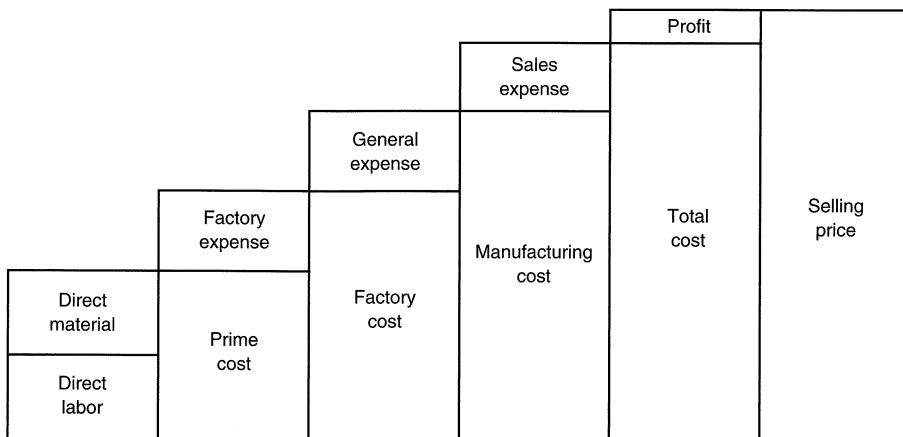 Profit
Sales
expense
General
expense
Factory
expense
Direct
material
Direct
labor
Prime
cost
Factory
cost
Manufacturing
cost
Total
cost
Selling
price